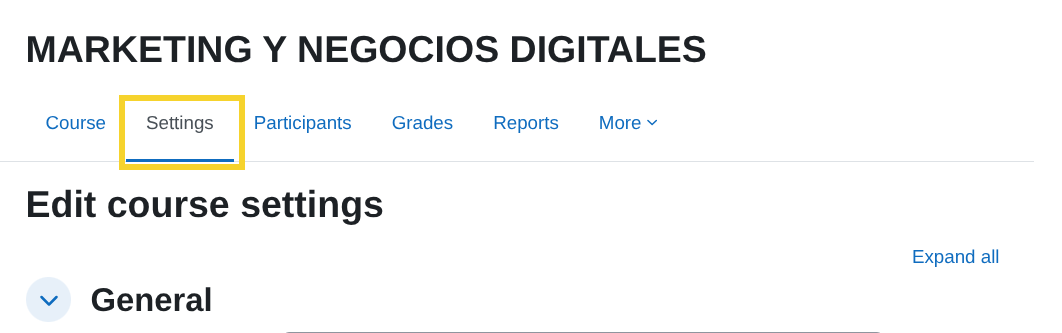 MARKETING Y NEGOCIOS DIGITALES
Course Settings Participants Grades Reports More
Edit course settings
Expand all
General